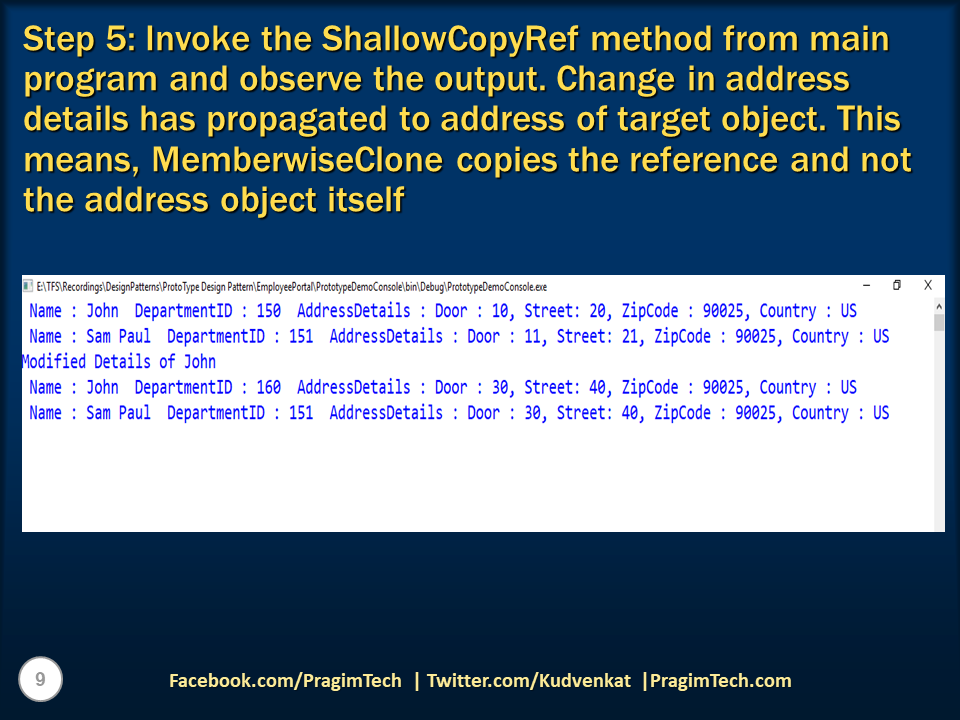 Step 5: Invoke the ShallowCopyRef method from main
program and observe the output. Change in address
details has propagated to address of target object. This
means, MemberwiseClone copies the reference and not
the address object itself
E:\TFS\Recordings\DesignPatterns\ProtoType Design Pattern\EmployeePortal\PrototypeDemoConsole\bin\Debug\PrototypeDemoConsole.exe
Name : John  DepartmentID : 150  AddressDetails : Door : 10, Street: 20, ZipCode : 90025, Country : US
Name : Sam Paul  DepartmentID : 151  AddressDetails : Door : 11, Street: 21, ZipCode : 90025, Country : US
Modified Details of John
Name : John  DepartmentID : 160  AddressDetails : Door : 30, Street: 40, ZipCode : 90025, Country : US
Name : Sam Paul  DepartmentID : 151  AddressDetails : Door : 30, Street: 40, ZipCode : 90025, Country : US
9
Facebook.com/PragimTech | Twitter.com/Kudvenkat |PragimTech.com